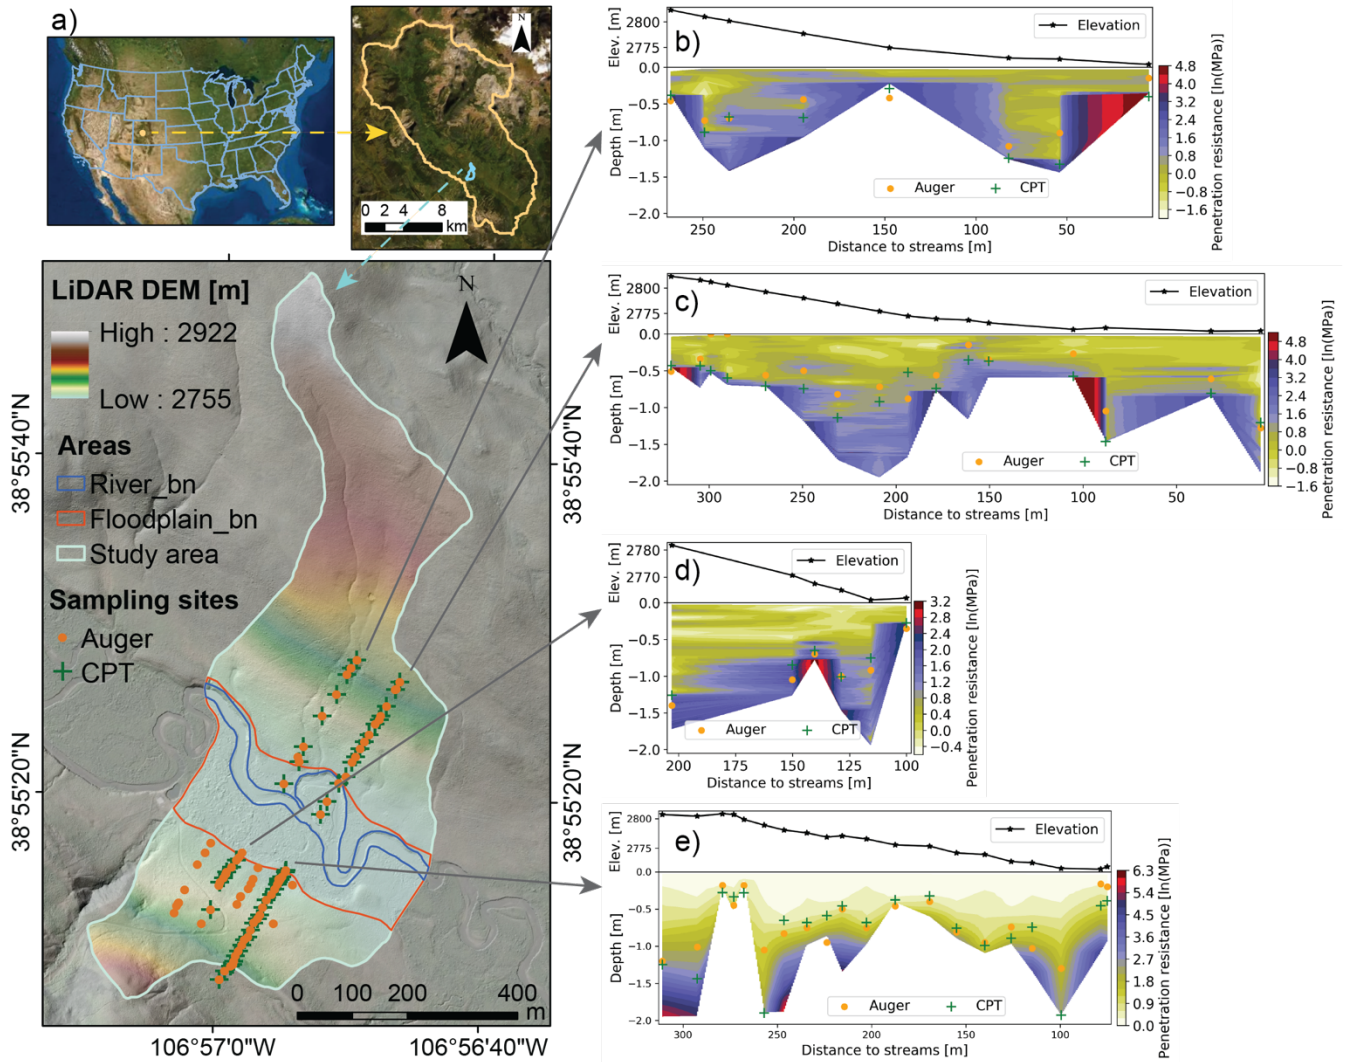 a)
N
0 2 4 8
km
LiDAR DEM [m]
High : 2922
Low : 2755
Areas
River_bn
Floodplain_bn
Study area
Sampling sites
Auger
CPT
N
38°55'40"N
38°55'20"N
38°55'40"N
38°55'20"N
0 100 200 400
m
106°57'0"W
106°56'40"W
b)
Elevation
Elev. [m]
2800
2775
0.0
−0.5
−1.0
−1.5
−2.0
Depth [m]
Auger CPT
250 200 150 100 50
Distance to streams [m]
4.8
4.0
3.2
2.4
1.6
0.8
0.0
−0.8
−1.6
Penetration resistance [ln(MPa)]
c)
Elevation
Elev. [m]
2800
2775
0.0
−0.5
−1.0
−1.5
−2.0
Depth [m]
Auger CPT
300 250 200 150 100 50
Distance to streams [m]
4.8
4.0
3.2
2.4
1.6
0.8
0.0
−0.8
−1.6
Penetration resistance [ln(MPa)]
d)
Elevation
Elev. [m]
2780
2770
0.0
−0.5
−1.0
−1.5
−2.0
Depth [m]
Auger CPT
200 180 160 140 120 100
Distance to streams [m]
3.2
2.8
2.4
2.0
1.6
1.2
0.8
0.4
0.0
−0.4
Penetration resistance [ln(MPa)]
e)
Elevation
Elev. [m]
2800
2775
0.0
−0.5
−1.0
−1.5
−2.0
Depth [m]
Auger CPT
300 250 200 150 100
Distance to streams [m]
6.3
5.4
4.5
3.6
2.7
1.8
0.9
0.0
Penetration resistance [ln(MPa)]